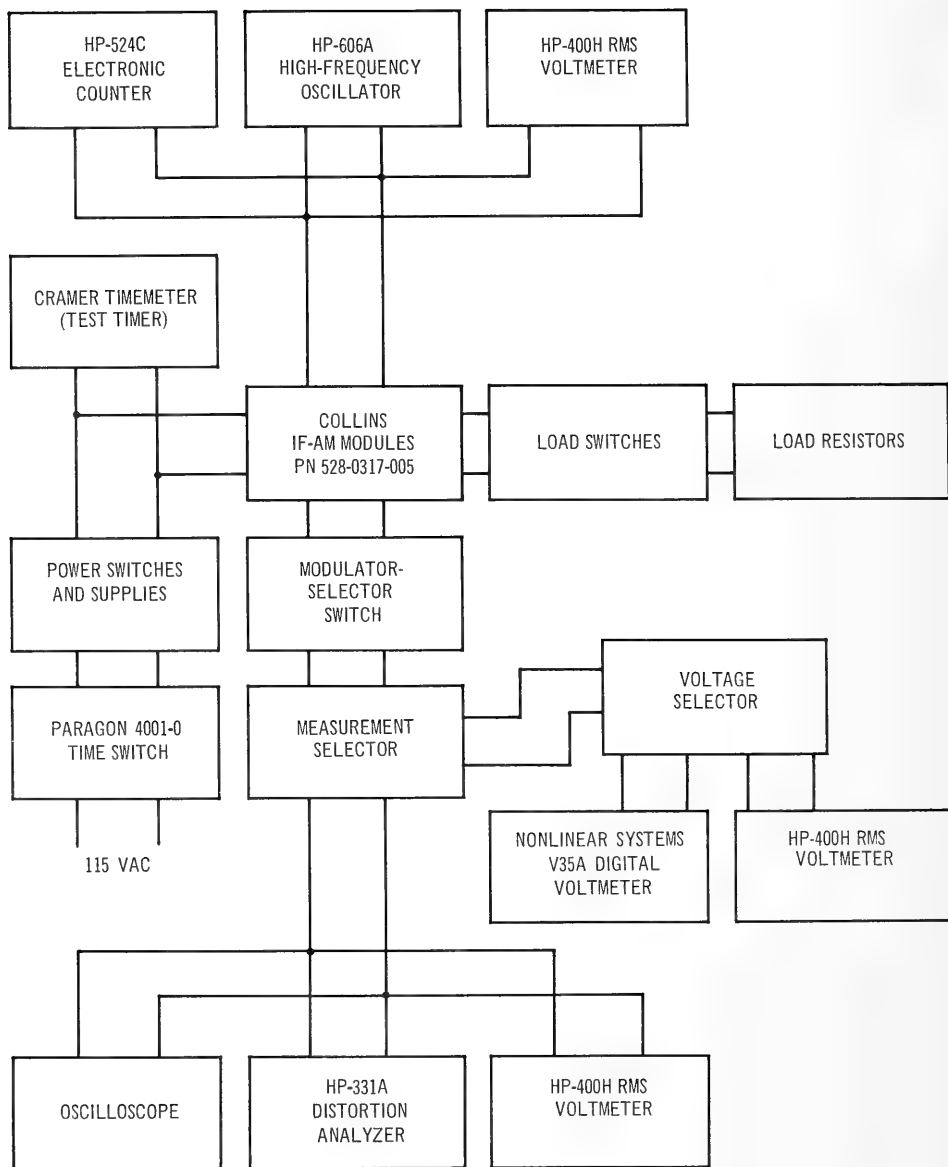 HP-524C
ELECTRONIC
COUNTER
HP-606A
HIGH-FREQUENCY
OSCILLATOR
HP-400H RMS
VOLTMETER
CRAMER TIMEMETER
(TEST TIMER)
COLLINS
IF-AM MODULES
PN 528-0317-005
LOAD SWITCHES
LOAD RESISTORS
POWER SWITCHES
AND SUPPLIES
MODULATOR-
SELECTOR
SWITCH
PARAGON 4001-0
TIME SWITCH
MEASUREMENT
SELECTOR
VOLTAGE
SELECTOR
115 VAC
NONLINEAR SYSTEMS
V35A DIGITAL
VOLTMETER
HP-400H RMS
VOLTMETER
OSCILLOSCOPE
HP-331A
DISTORTION
ANALYZER
HP-400H RMS
VOLTMETER